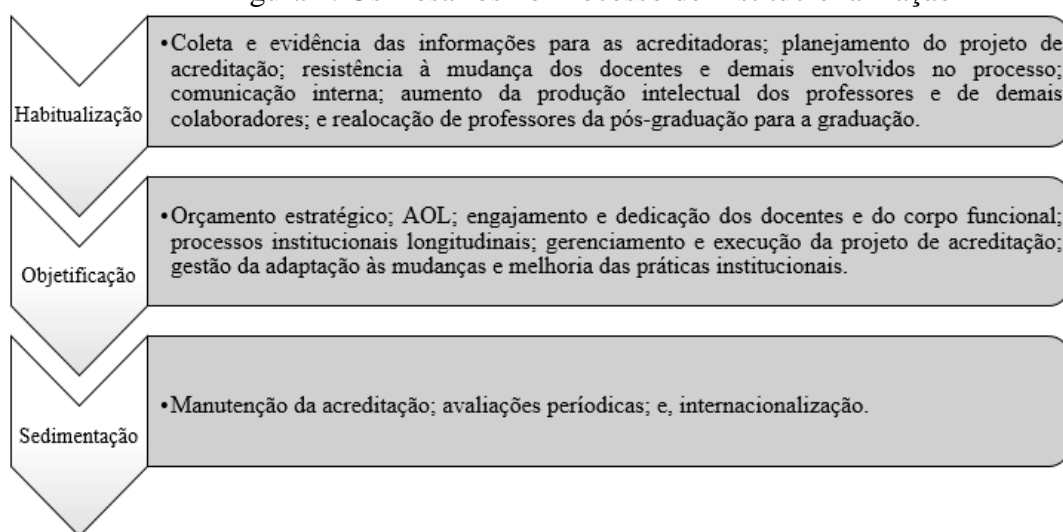 Habitualização
•Coleta e evidência das informações para as acreditadoras; planejamento do projeto de
acreditação; resistência à mudança dos docentes e demais envolvidos no processo;
comunicação interna; aumento da produção intelectual dos professores e de demais
colaboradores; e realocação de professores da pós-graduação para a graduação.
Objetificação
•Orçamento estratégico; AOL; engajamento e dedicação dos docentes e do corpo funcional;
processos institucionais longitudinais; gerenciamento e execução da projeto de acreditação;
gestão da adaptação às mudanças e melhoria das práticas institucionais.
Sedimentação
•Manutenção da acreditação; avaliações períodicas; e, internacionalização.